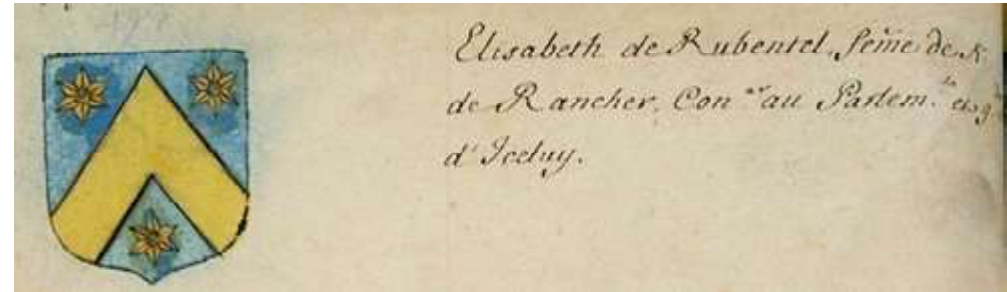 Elisabeth de Rubentel, feme de
de Rancher, Con.er au Parlem.
d'Iceluy.